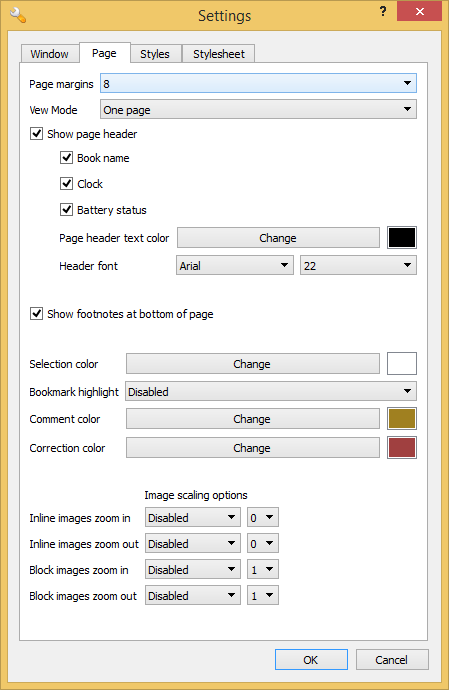 Settings
?
Window Page Styles Stylesheet
Page margins 8
Vew Mode One page
Show page header
Book name
Clock
Battery status
Page header text color Change
Header font Arial 22
Show footnotes at bottom of page
Selection color Change
Bookmark highlight Disabled
Comment color Change
Correction color Change
Image scaling options
Inline images zoom in Disabled 0
Inline images zoom out Disabled 0
Block images zoom in Disabled 1
Block images zoom out Disabled 1
OK Cancel